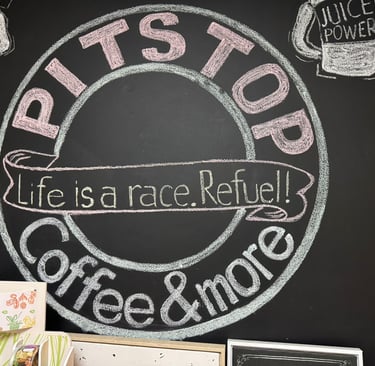 PITSTOP
Life is a race. Refuel!
Coffee & more
JUICE
POWER